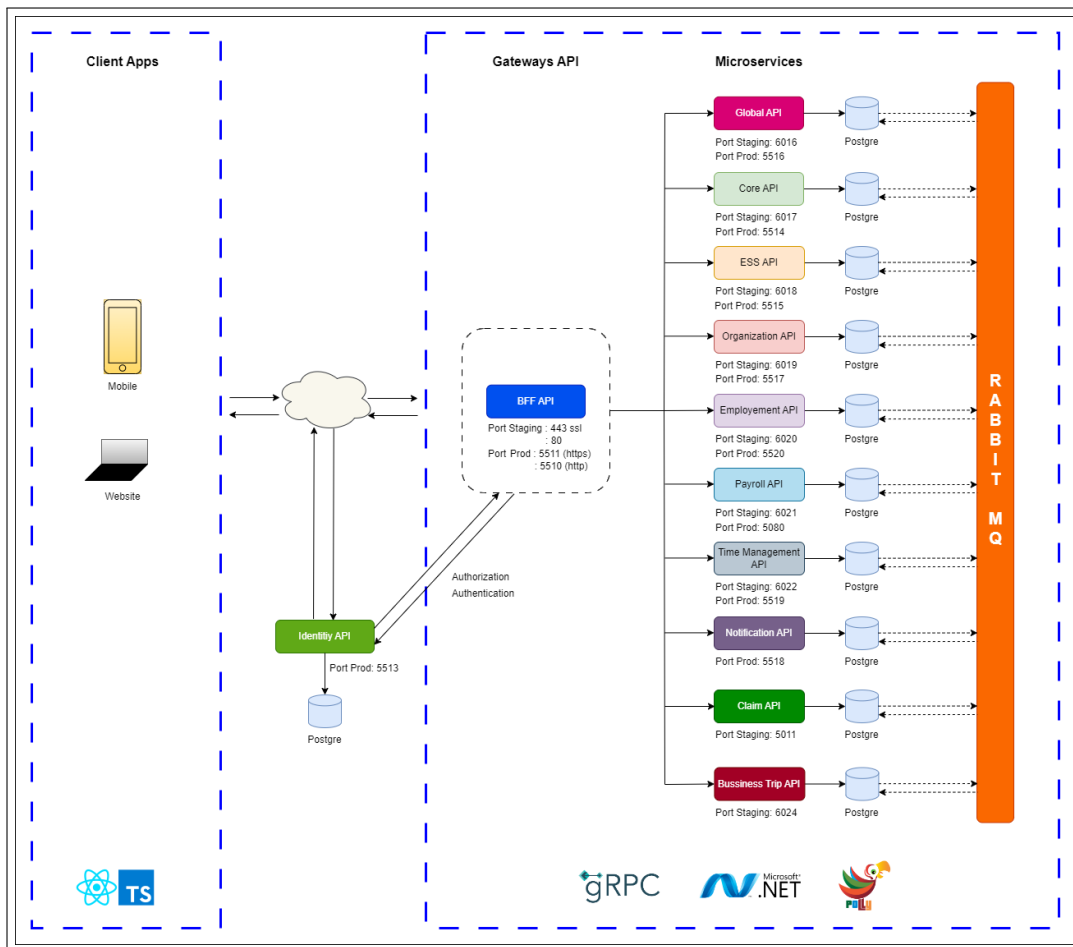 Client Apps
Gateways API
Microservices
Mobile
Website
BFF API
Port Staging : 443 ssl
: 80
Port Prod : 5511 (https)
: 5510 (http)
Authorization
Authentication
Identitiy API
Port Prod: 5513
Postgre
Global API
Port Staging: 6016
Port Prod: 5516
Postgre
Core API
Port Staging: 6017
Port Prod: 5514
Postgre
ESS API
Port Staging: 6018
Port Prod: 5515
Postgre
Organization API
Port Staging: 6019
Port Prod: 5517
Postgre
Employement API
Port Staging: 6020
Port Prod: 5520
Postgre
Payroll API
Port Staging: 6021
Port Prod: 5080
Postgre
Time Management
API
Port Staging: 6022
Port Prod: 5519
Postgre
Notification API
Port Prod: 5518
Postgre
Claim API
Port Staging: 5011
Postgre
Bussiness Trip API
Port Staging: 6024
Postgre
RABBIT MQ
TS
gRPC
Microsoft®
.NET
POLLY